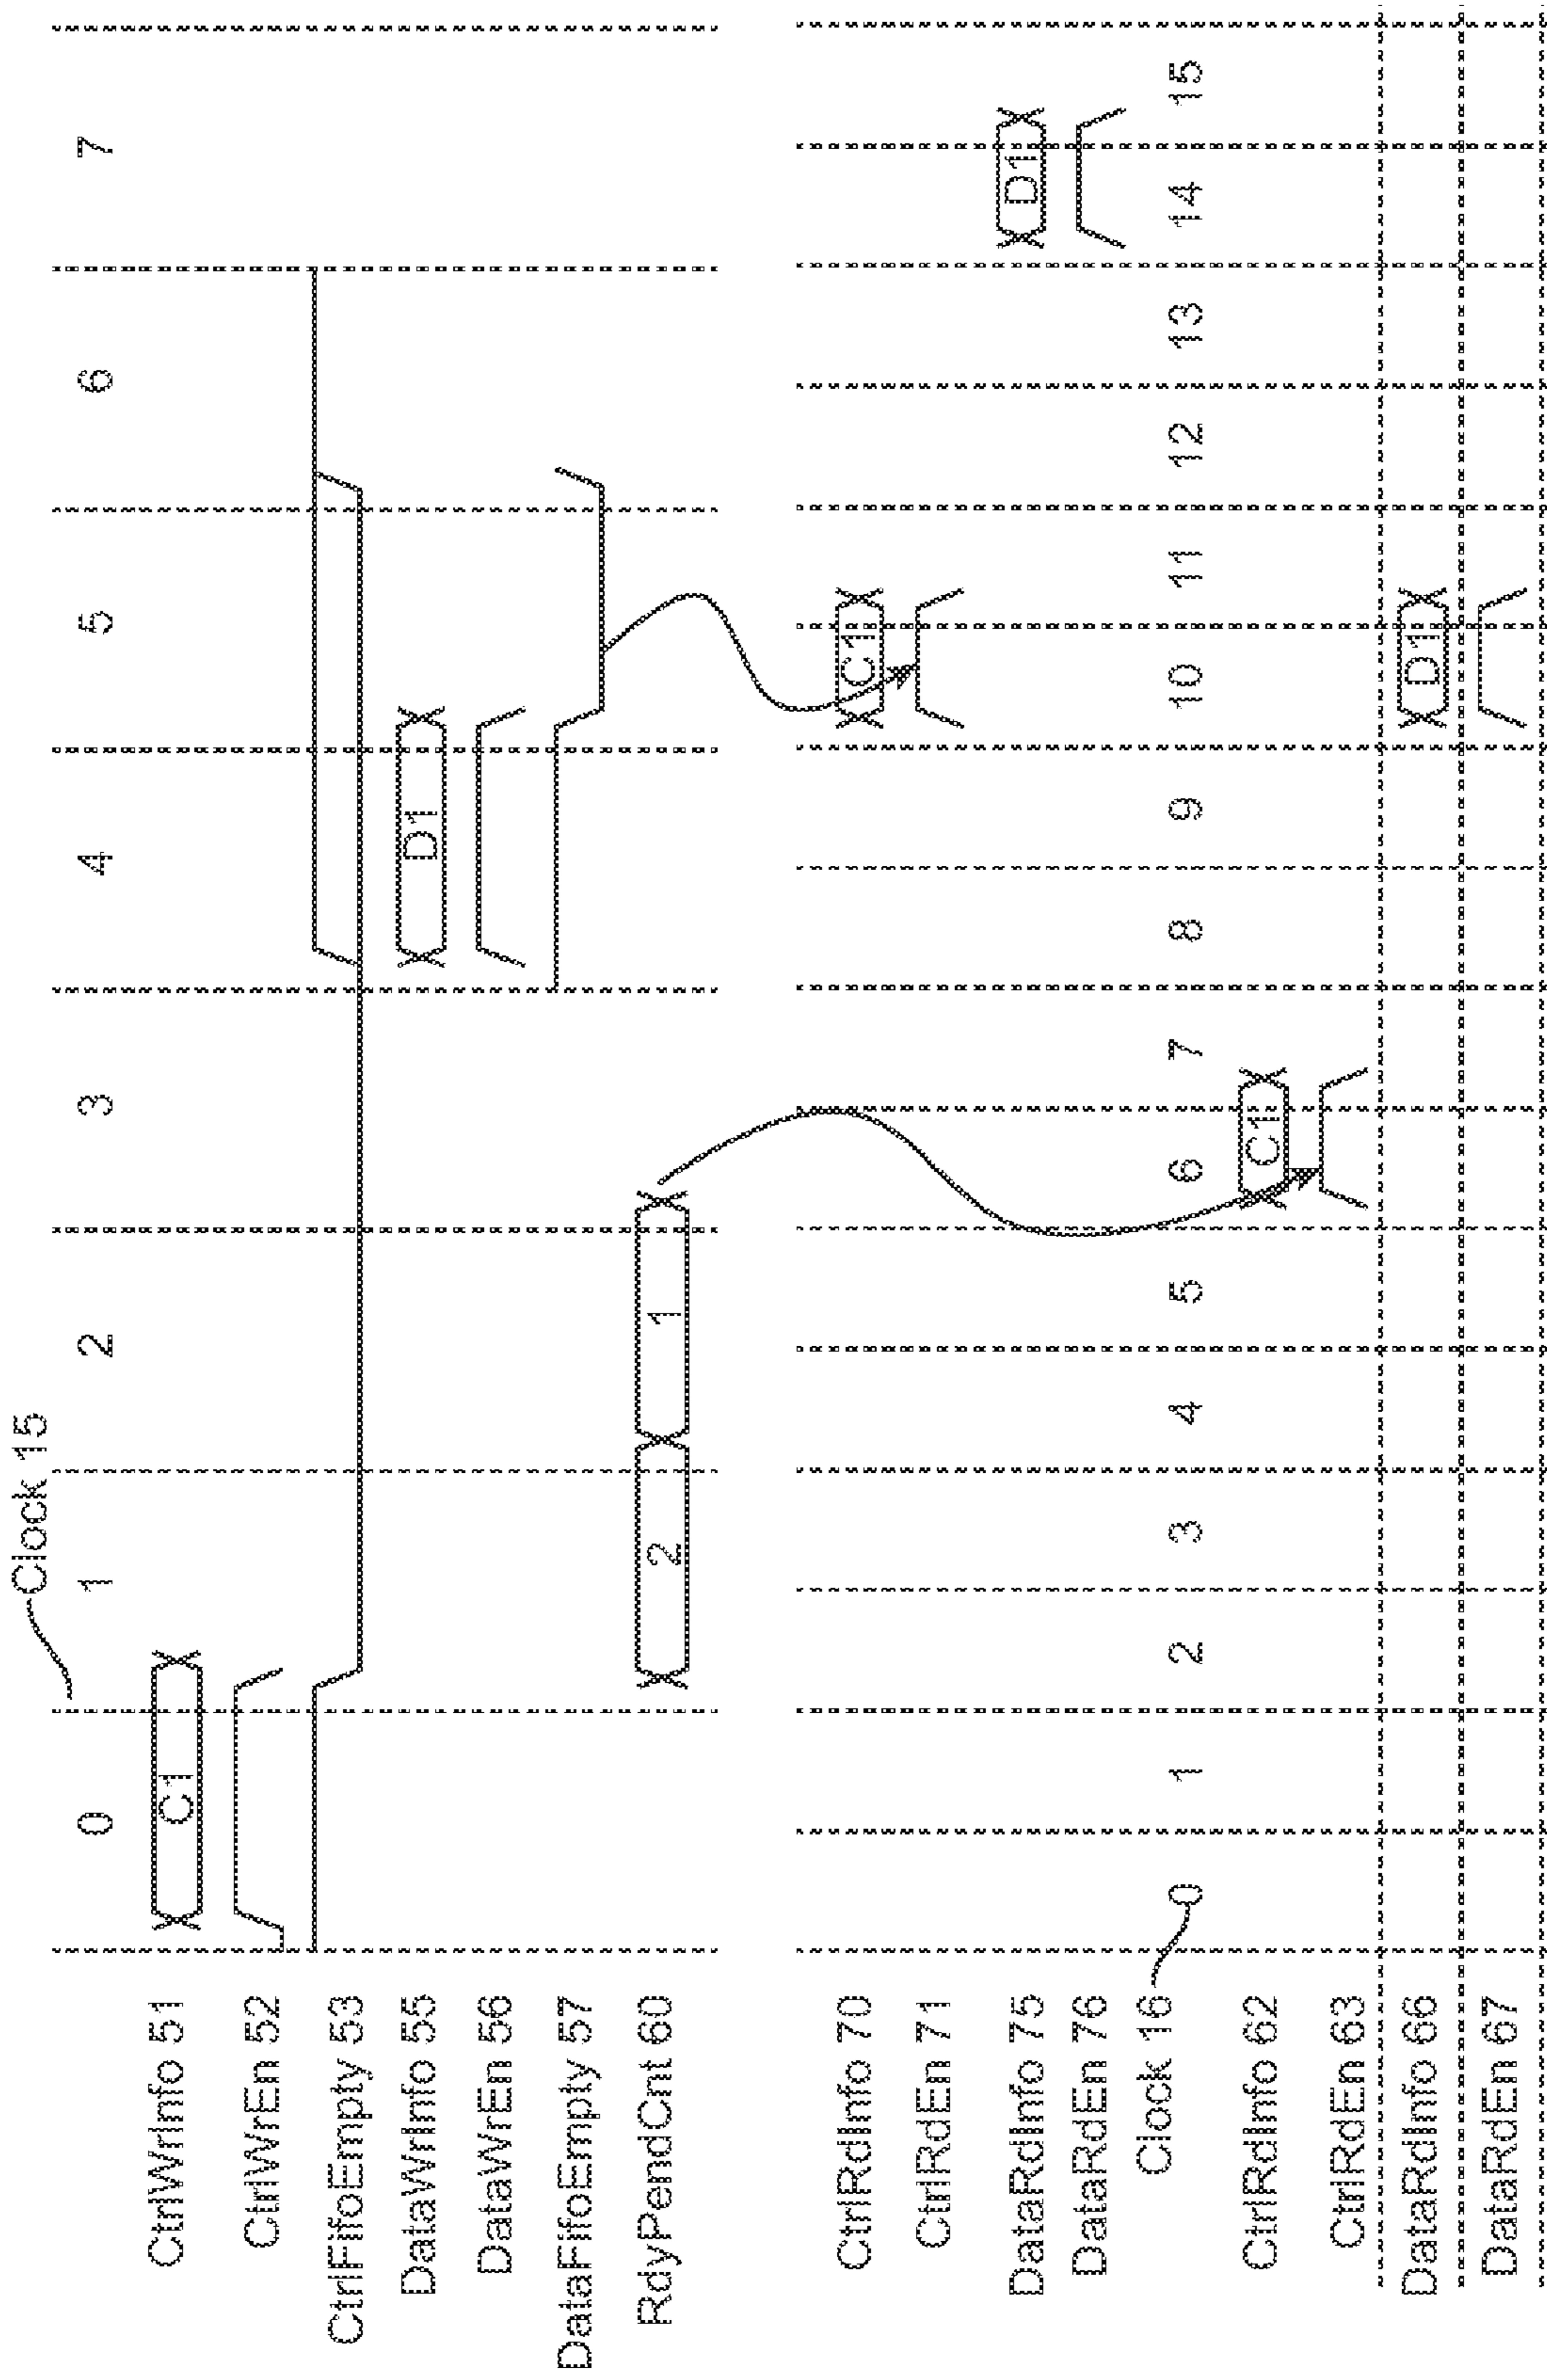 Clock 15
0 1 2 3 4 5 6 7
CtrlWrInfo 51 C1
CtrlWrEn 52
CtrlFifoEmpty 53
DataWrInfo 55 D1
DataWrEn 56
DataFifoEmpty 57
RdyPendCnt 60 2 1
CtrlRdInfo 70 C1
CtrlRdEn 71
DataRdInfo 75 D1
DataRdEn 76
Clock 16 0 1 2 3 4 5 6 7 8 9 10 11 12 13 14 15
CtrlRdInfo 62 C1
CtrlRdEn 63
DataRdInfo 66 D1
DataRdEn 67